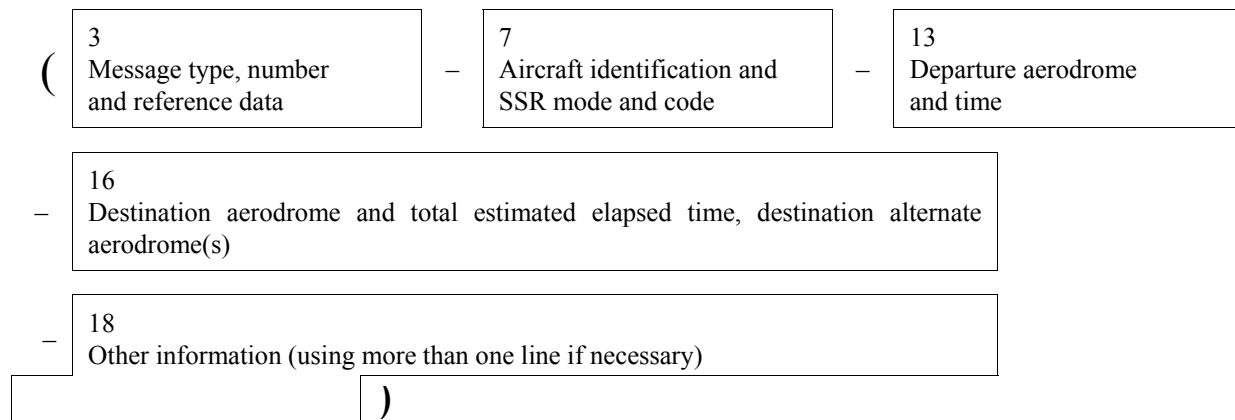 ( 3 7 13
Message type, number – Aircraft identification and – Departure aerodrome
and reference data SSR mode and code and time
16
– Destination aerodrome and total estimated elapsed time, destination alternate
aerodrome(s)
18
– Other information (using more than one line if necessary)
)